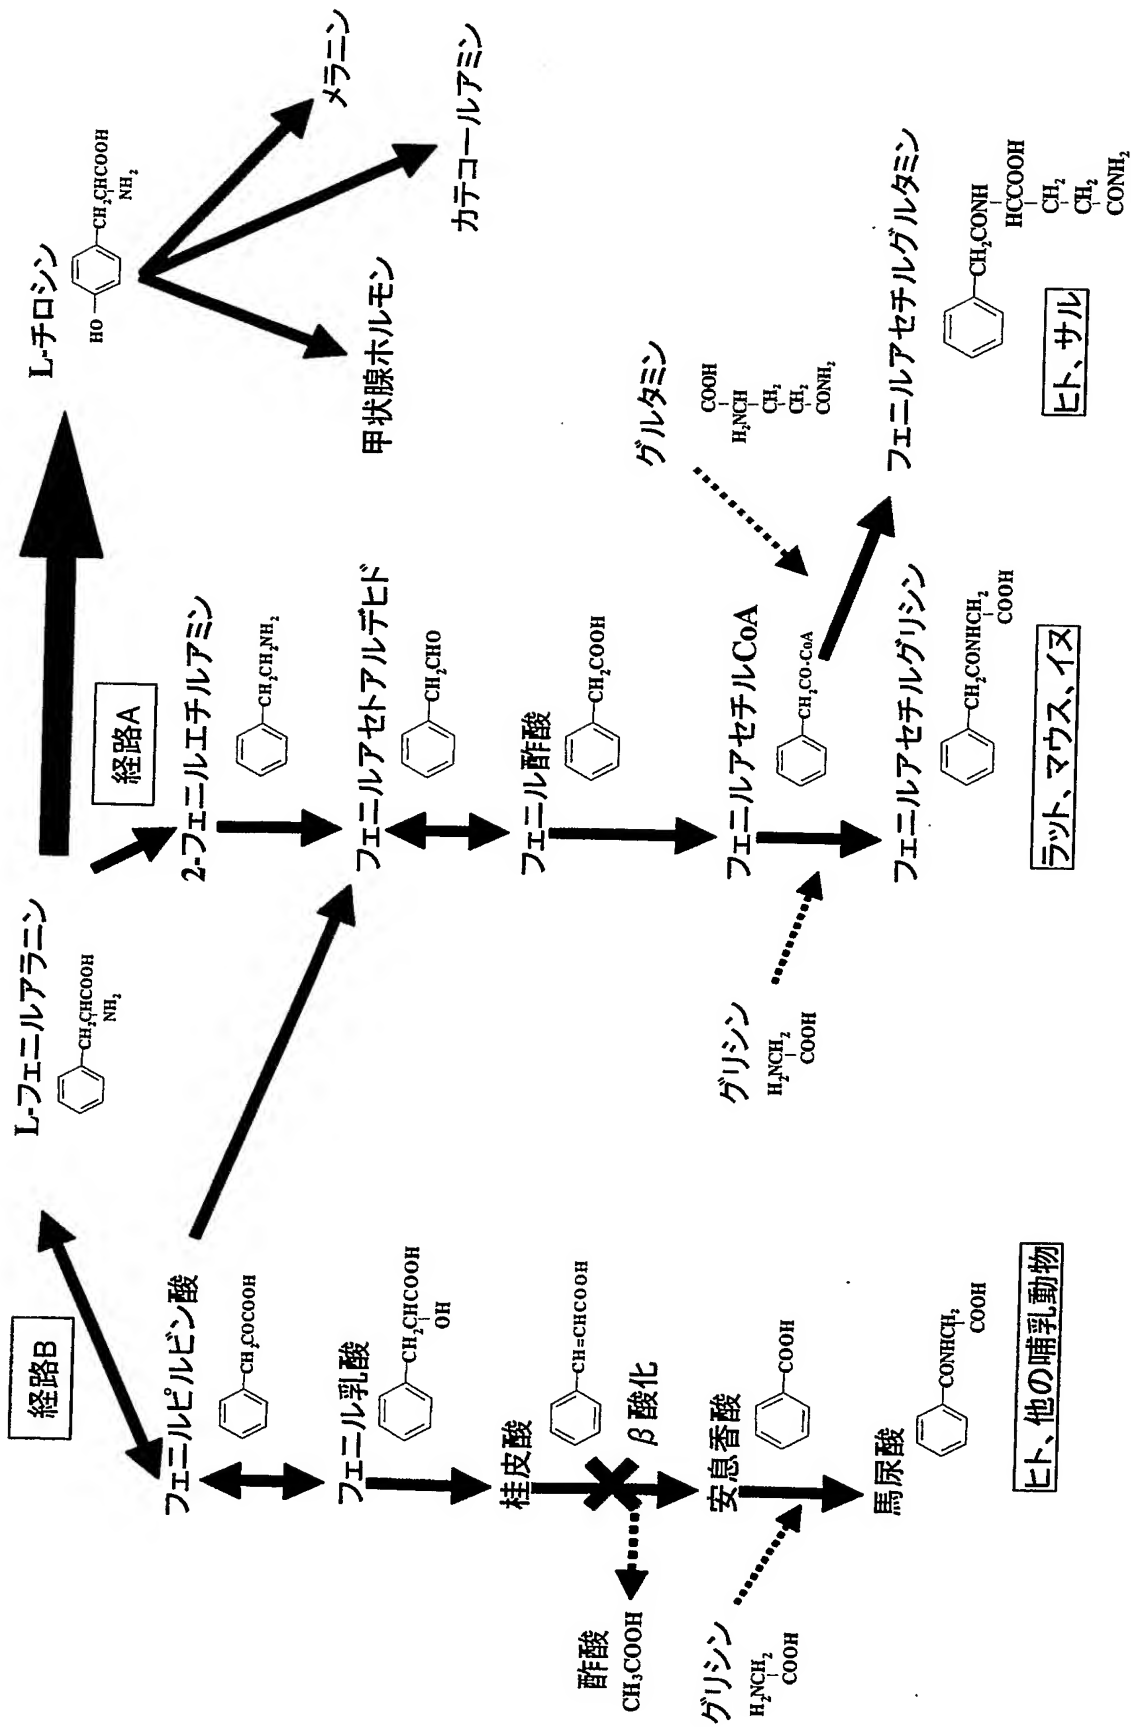 経路B
L-フェニルアラニン
CH₂CHCOOH
NH₂
L-チロシン
HO
CH₂CHCOOH
NH₂
経路A
フェニルピルビン酸
CH₂COCOOH
2-フェニルエチルアミン
CH₂CH₂NH₂
メラニン
カテコールアミン
甲状腺ホルモン
フェニル乳酸
CH₂CHCOOH
OH
フェニルアセトアルデヒド
CH₂CHO
桂皮酸
CH=CHCOOH
フェニル酢酸
CH₂COOH
β酸化
酢酸
CH₃COOH
グルタミン
COOH
H₂NCH
CH₂
CH₂
CONH₂
安息香酸
COOH
グリシン
H₂NCH₂
COOH
グリシン
H₂NCH₂
COOH
フェニルアセチルCoA
CH₂CO-CoA
馬尿酸
CONHCH₂
COOH
フェニルアセチルグリシン
CH₂CONHCH₂
COOH
フェニルアセチルグルタミン
CH₂CONH
HCCOOH
CH₂
CH₂
CONH₂
ヒト、他の哺乳動物
ラット、マウス、イヌ
ヒト、サル